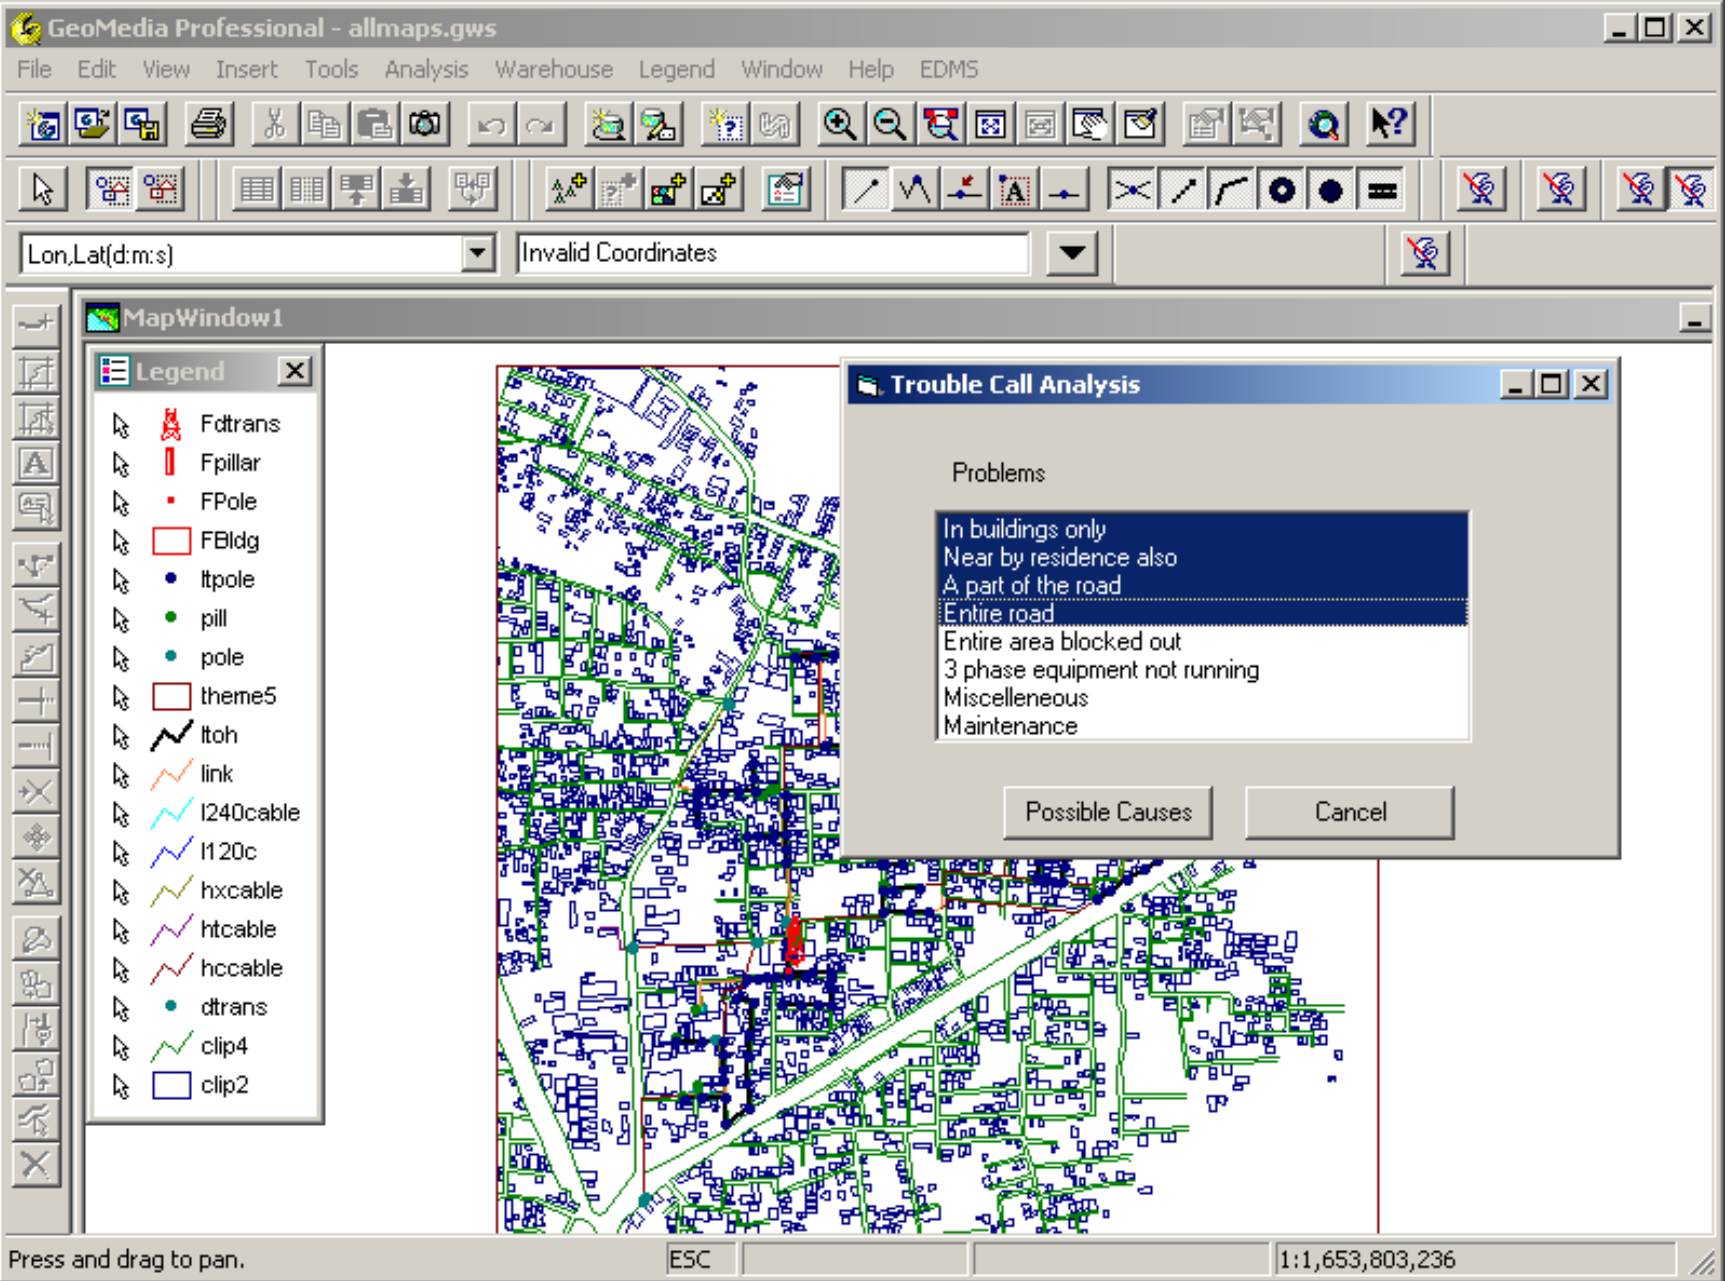 GeoMedia Professional - allmaps.gws
File Edit View Insert Tools Analysis Warehouse Legend Window Help EDMS
Lon,Lat(d:m:s) Invalid Coordinates
MapWindow1
Legend
Fdtrans
Fpillar
FPole
FBldg
ltpole
pill
pole
theme5
ltoh
link
l240cable
l120c
hxcable
htcable
hccable
dtrans
clip4
clip2
Trouble Call Analysis
Problems
In buildings only
Near by residence also
A part of the road
Entire road
Entire area blocked out
3 phase equipment not running
Miscelleneous
Maintenance
Possible Causes Cancel
Press and drag to pan. ESC 1:1,653,803,236